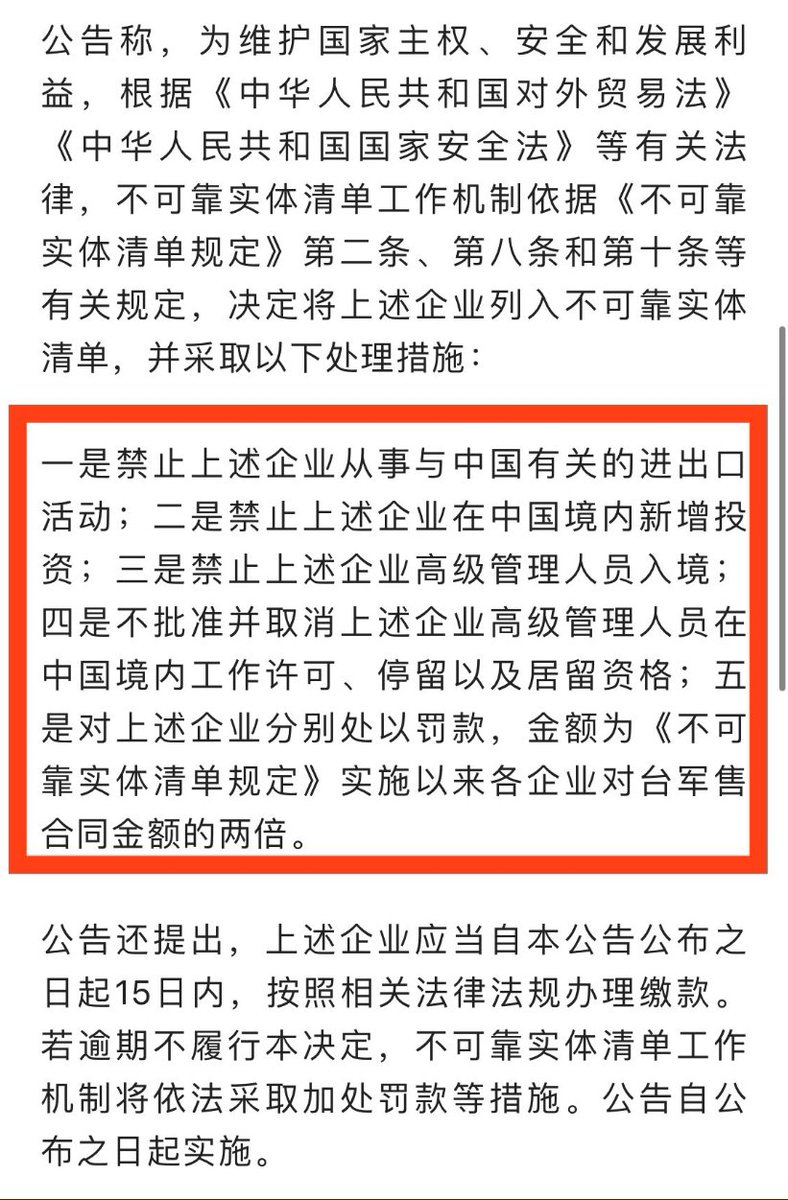 公告称，为维护国家主权、安全和发展利
益，根据《中华人民共和国对外贸易法》
《中华人民共和国国家安全法》等有关法
律，不可靠实体清单工作机制依据《不可靠
实体清单规定》第二条、第八条和第十条等
有关规定，决定将上述企业列入不可靠实体
清单，并采取以下处理措施：
一是禁止上述企业从事与中国有关的进出口
活动；二是禁止上述企业在中国境内新增投
资；三是禁止上述企业高级管理人员入境；
四是不批准并取消上述企业高级管理人员在
中国境内工作许可、停留以及居留资格；五
是对上述企业分别处以罚款，金额为《不可
靠实体清单规定》实施以来各企业对台军售
合同金额的两倍。
公告还提出，上述企业应当自本公告公布之
日起15日内，按照相关法律法规办理缴款。
若逾期不履行本决定，不可靠实体清单工作
机制将依法采取加处罚款等措施。公告自公
布之日起实施。